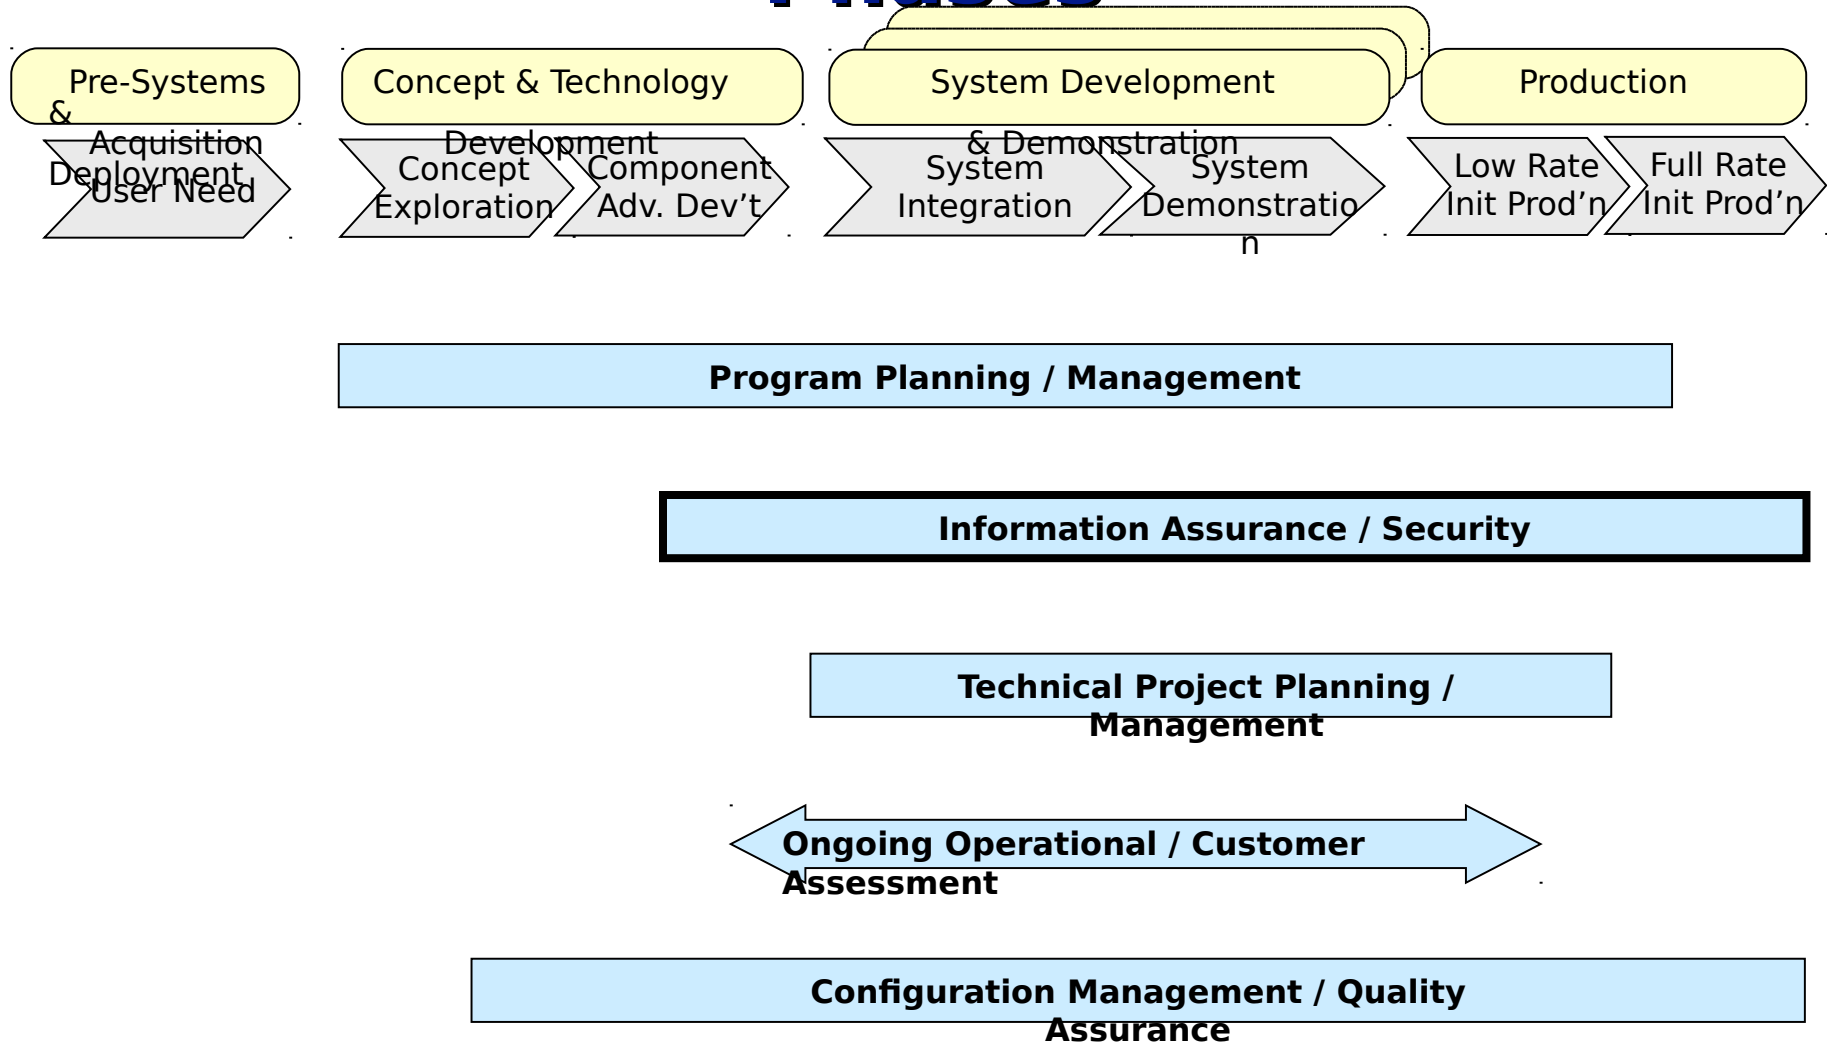 Phases
Pre-Systems
Acquisition
Concept & Technology
Development
System Development
& Demonstration
Production
&
Deployment
User Need
Concept
Exploration
Component
Adv. Dev’t
System
Integration
System
Demonstratio
n
Low Rate
Init Prod’n
Full Rate
Init Prod’n
Program Planning / Management
Information Assurance / Security
Technical Project Planning /
Management
Ongoing Operational / Customer
Assessment
Configuration Management / Quality
Assurance